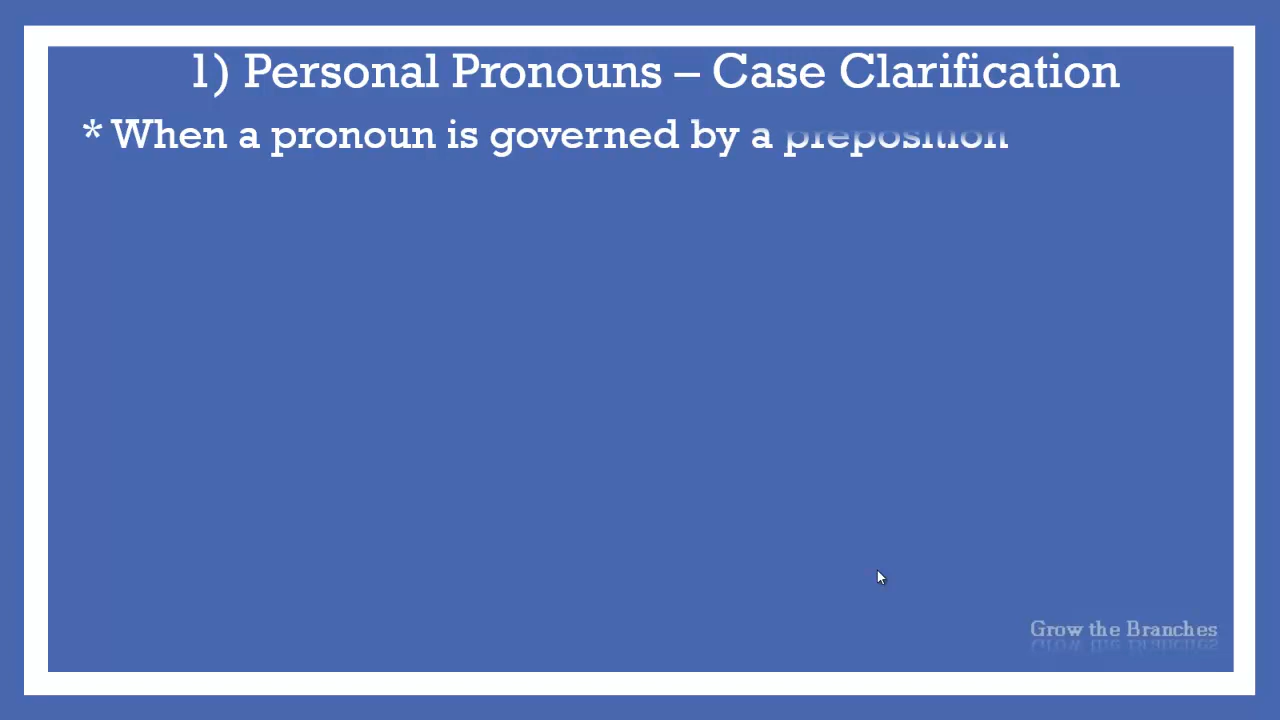 1) Personal Pronouns – Case Clarification
* When a pronoun is governed by a preposition
Grow the Branches